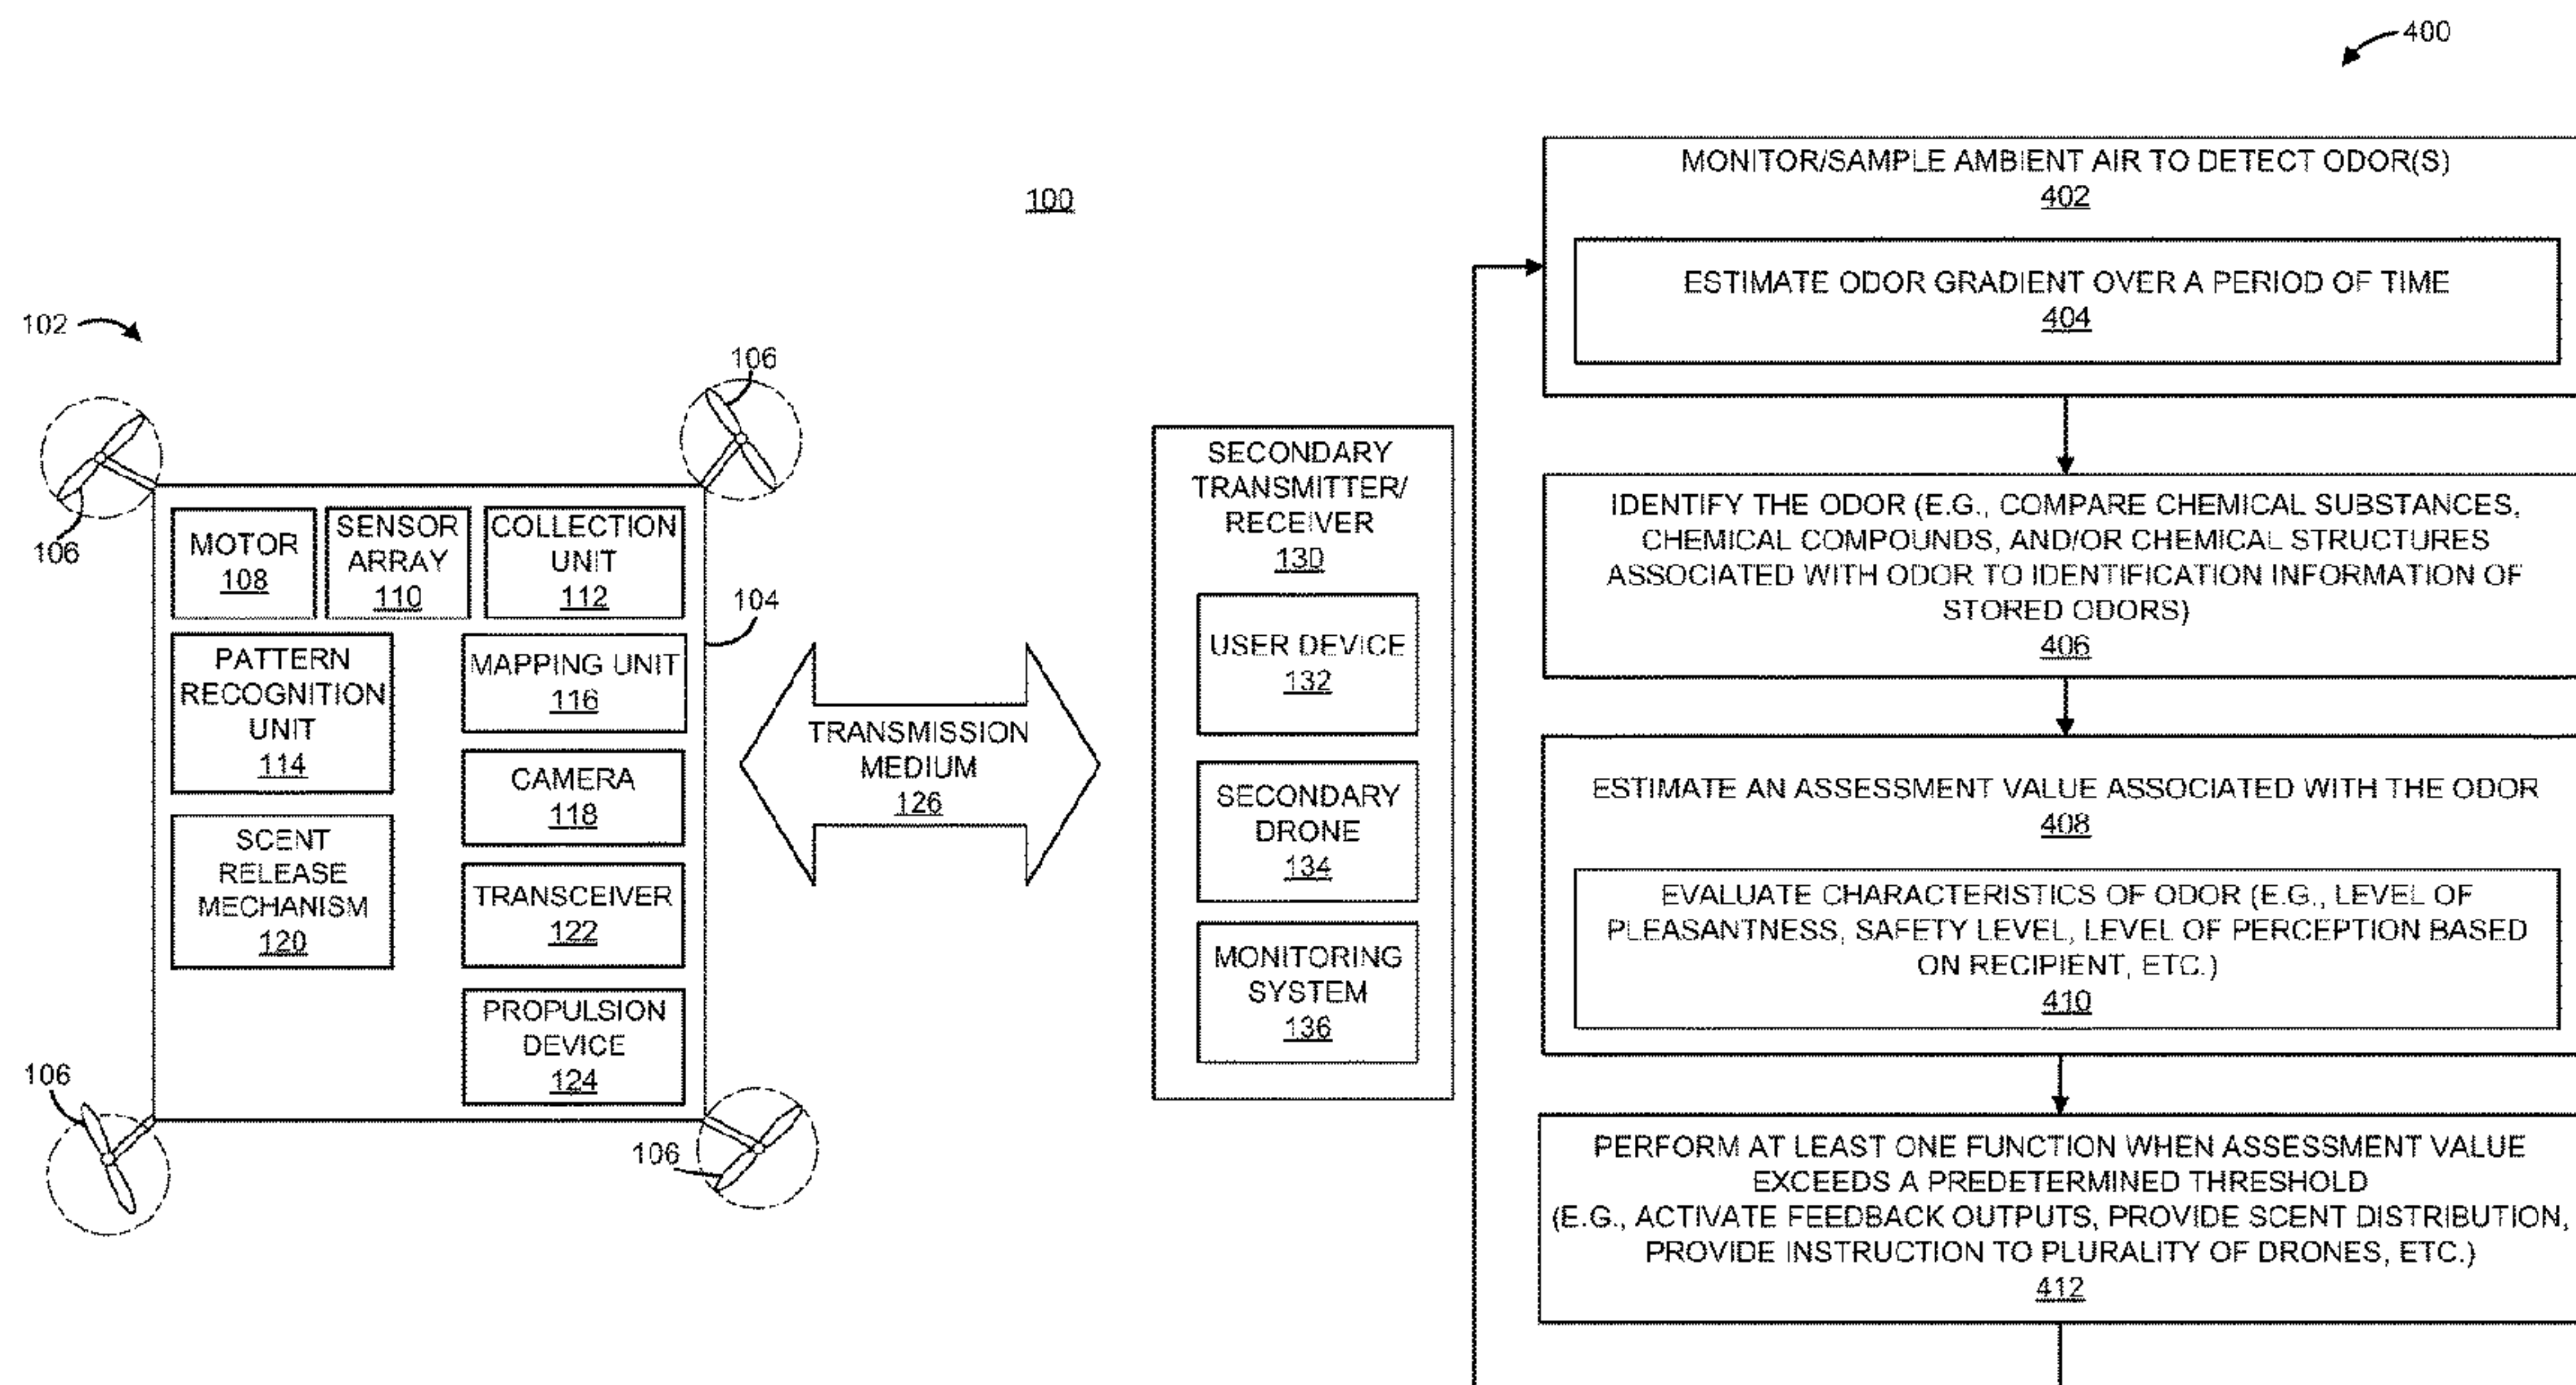 100
102
106
106
MOTOR
108
SENSOR
ARRAY
110
COLLECTION
UNIT
112
104
PATTERN
RECOGNITION
UNIT
114
MAPPING UNIT
116
CAMERA
118
SCENT
RELEASE
MECHANISM
120
TRANSCEIVER
122
PROPULSION
DEVICE
124
106
106
TRANSMISSION
MEDIUM
126
SECONDARY
TRANSMITTER/
RECEIVER
130
USER DEVICE
132
SECONDARY
DRONE
134
MONITORING
SYSTEM
136
400
MONITOR/SAMPLE AMBIENT AIR TO DETECT ODOR(S)
402
ESTIMATE ODOR GRADIENT OVER A PERIOD OF TIME
404
IDENTIFY THE ODOR (E.G., COMPARE CHEMICAL SUBSTANCES,
CHEMICAL COMPOUNDS, AND/OR CHEMICAL STRUCTURES
ASSOCIATED WITH ODOR TO IDENTIFICATION INFORMATION OF
STORED ODORS)
406
ESTIMATE AN ASSESSMENT VALUE ASSOCIATED WITH THE ODOR
408
EVALUATE CHARACTERISTICS OF ODOR (E.G., LEVEL OF
PLEASANTNESS, SAFETY LEVEL, LEVEL OF PERCEPTION BASED
ON RECIPIENT, ETC.)
410
PERFORM AT LEAST ONE FUNCTION WHEN ASSESSMENT VALUE
EXCEEDS A PREDETERMINED THRESHOLD
(E.G., ACTIVATE FEEDBACK OUTPUTS, PROVIDE SCENT DISTRIBUTION,
PROVIDE INSTRUCTION TO PLURALITY OF DRONES, ETC.)
412